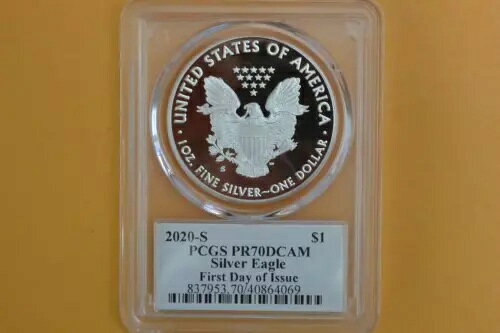 UNITED STATES OF AMERICA
S
1 OZ. FINE SILVER~ONE DOLLAR
2020-S $1
PCGS PR70DCAM
Silver Eagle
First Day of Issue
837953.70/40864069